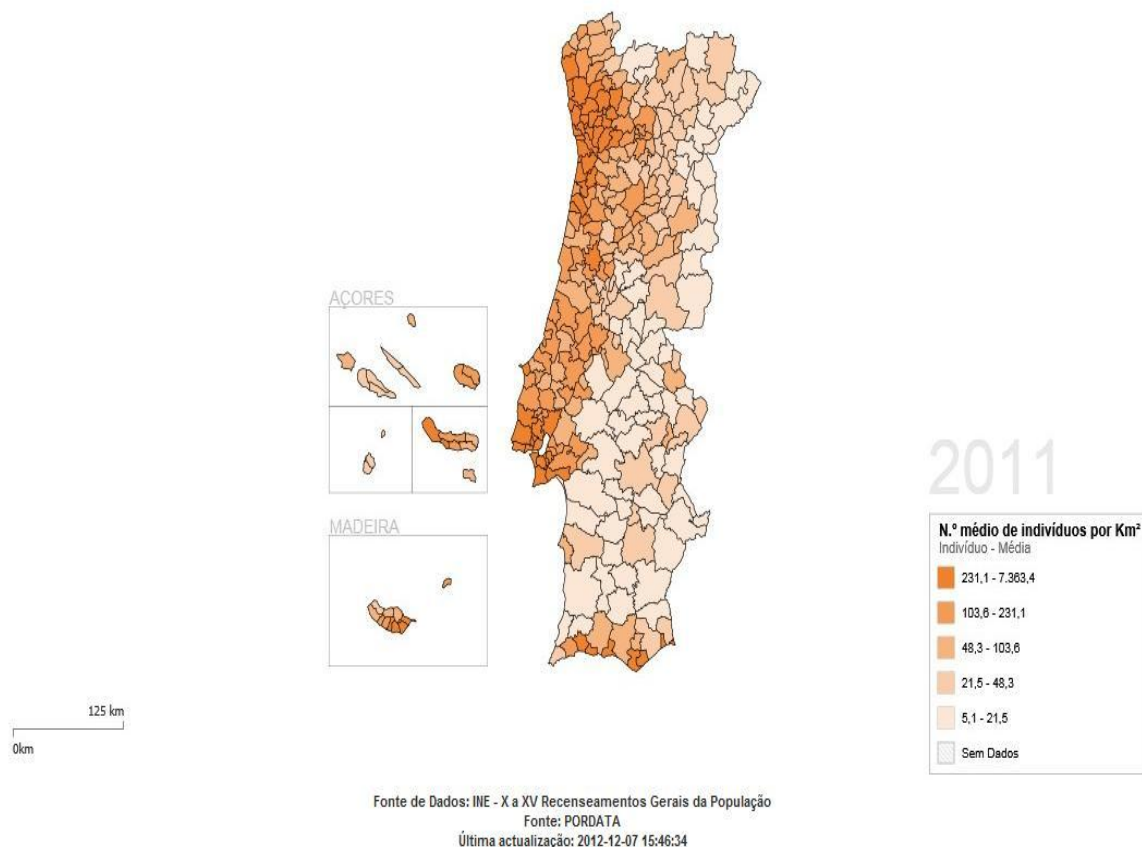 AÇORES
MADEIRA
2011
N.º médio de indivíduos por Km²
Indivíduo - Média
231,1 - 7.363,4
103,6 - 231,1
48,3 - 103,6
21,5 - 48,3
5,1 - 21,5
Sem Dados
125 km
0km
Fonte de Dados: INE - X a XV Recenseamentos Gerais da População
Fonte: PORDATA
Última actualização: 2012-12-07 15:46:34